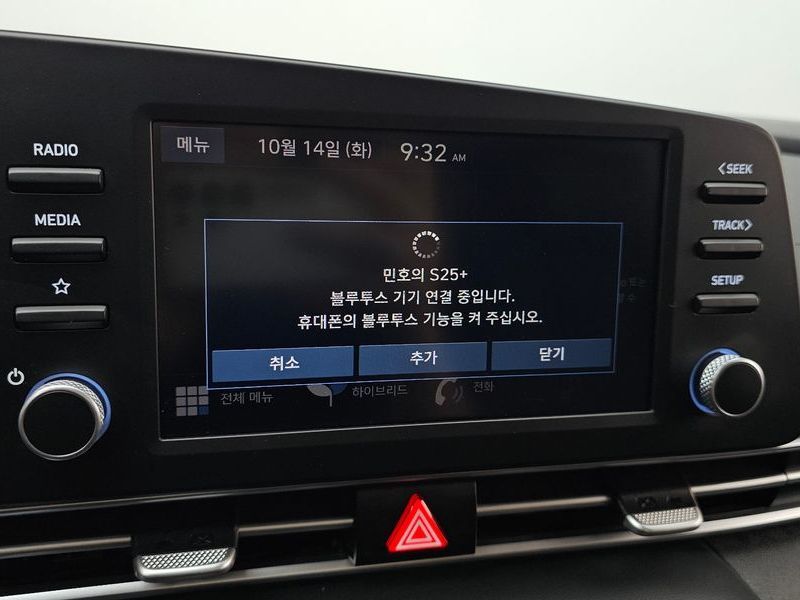 메뉴 10월 14일 (화) 9:32 AM
RADIO
MEDIA
<SEEK
TRACK>
SETUP
민호의 S25+
블루투스 기기 연결 중입니다.
휴대폰의 블루투스 기능을 켜 주십시오.
취소 추가 닫기
전체 메뉴 하이브리드 전화